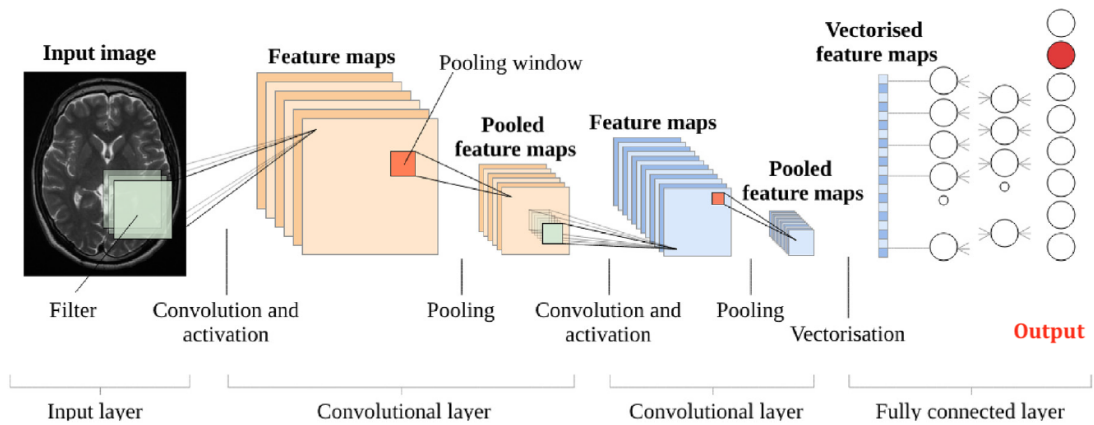 Input image
Feature maps
Pooling window
Pooled
feature maps
Feature maps
Pooled
feature maps
Vectorised
feature maps
Filter
Convolution and
activation
Pooling
Convolution and
activation
Pooling
Vectorisation
Output
Input layer
Convolutional layer
Convolutional layer
Fully connected layer